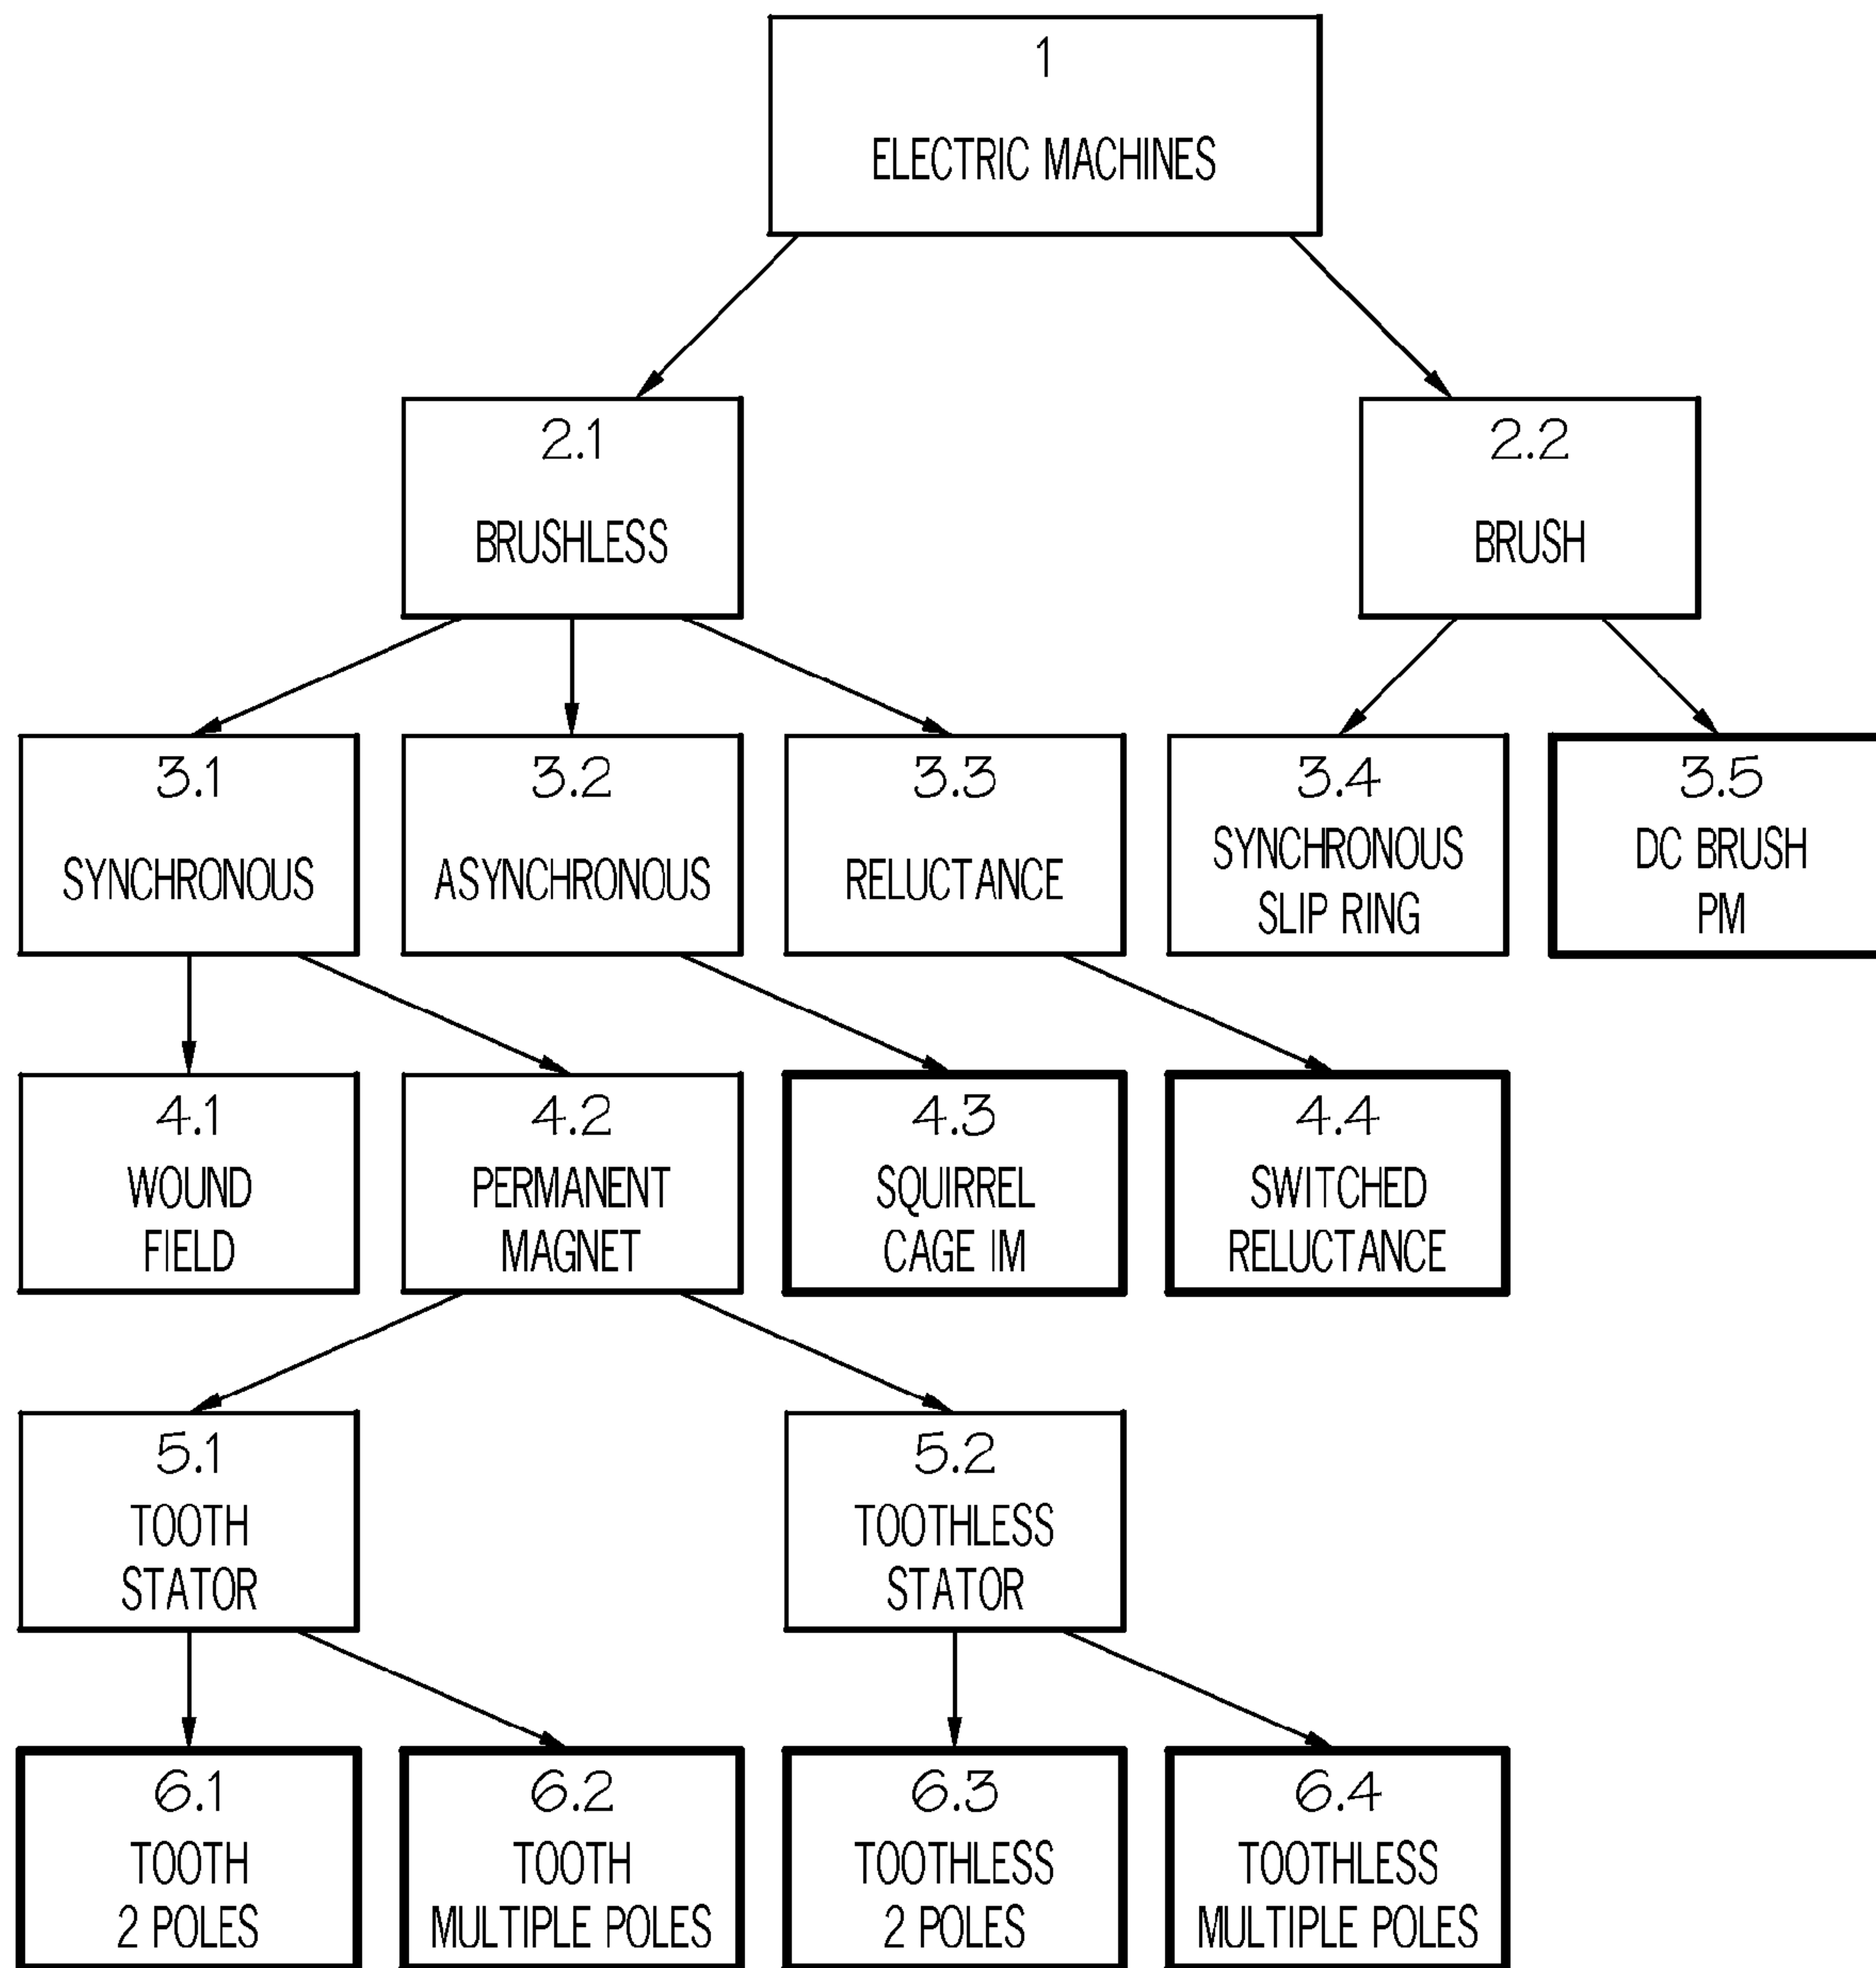 1
ELECTRIC MACHINES
2.1
BRUSHLESS
2.2
BRUSH
3.1
SYNCHRONOUS
3.2
ASYNCHRONOUS
3.3
RELUCTANCE
3.4
SYNCHRONOUS
SLIP RING
3.5
DC BRUSH
PM
4.1
WOUND
FIELD
4.2
PERMANENT
MAGNET
4.3
SQUIRREL
CAGE IM
4.4
SWITCHED
RELUCTANCE
5.1
TOOTH
STATOR
5.2
TOOTHLESS
STATOR
6.1
TOOTH
2 POLES
6.2
TOOTH
MULTIPLE POLES
6.3
TOOTHLESS
2 POLES
6.4
TOOTHLESS
MULTIPLE POLES